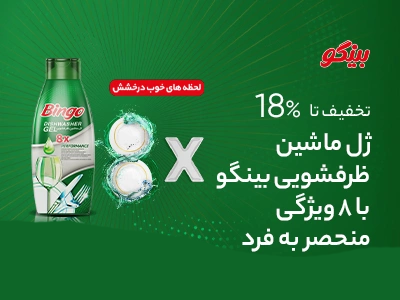 بینگو
لحظه های خوب درخشش
تخفیف تا 18%
ژل ماشین
ظرفشویی بینگو
با ۸ ویژگی
منحصر به فرد
8 X
Bingo
DISHWASHER
GEL
8X
PERFORMANCE